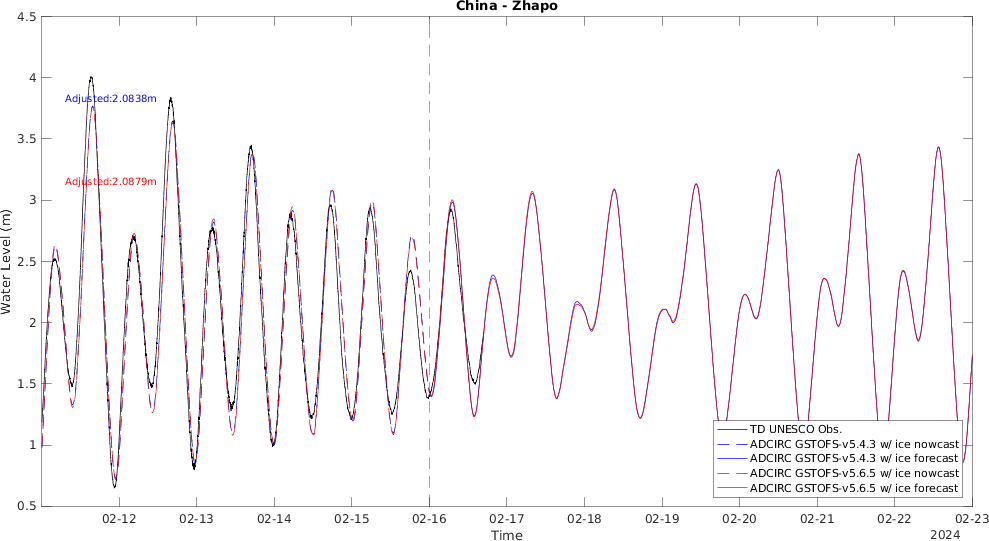 China - Zhapo
4.5
4
3.5
3
2.5
2
1.5
1
0.5
Water Level (m)
Adjusted:2.0838m
Adjusted:2.0879m
TD UNESCO Obs.
ADCIRC GSTOFS-v5.4.3 w/ ice nowcast
ADCIRC GSTOFS-v5.4.3 w/ ice forecast
ADCIRC GSTOFS-v5.6.5 w/ ice nowcast
ADCIRC GSTOFS-v5.6.5 w/ ice forecast
02-12 02-13 02-14 02-15 02-16 02-17 02-18 02-19 02-20 02-21 02-22 02-23
Time
2024